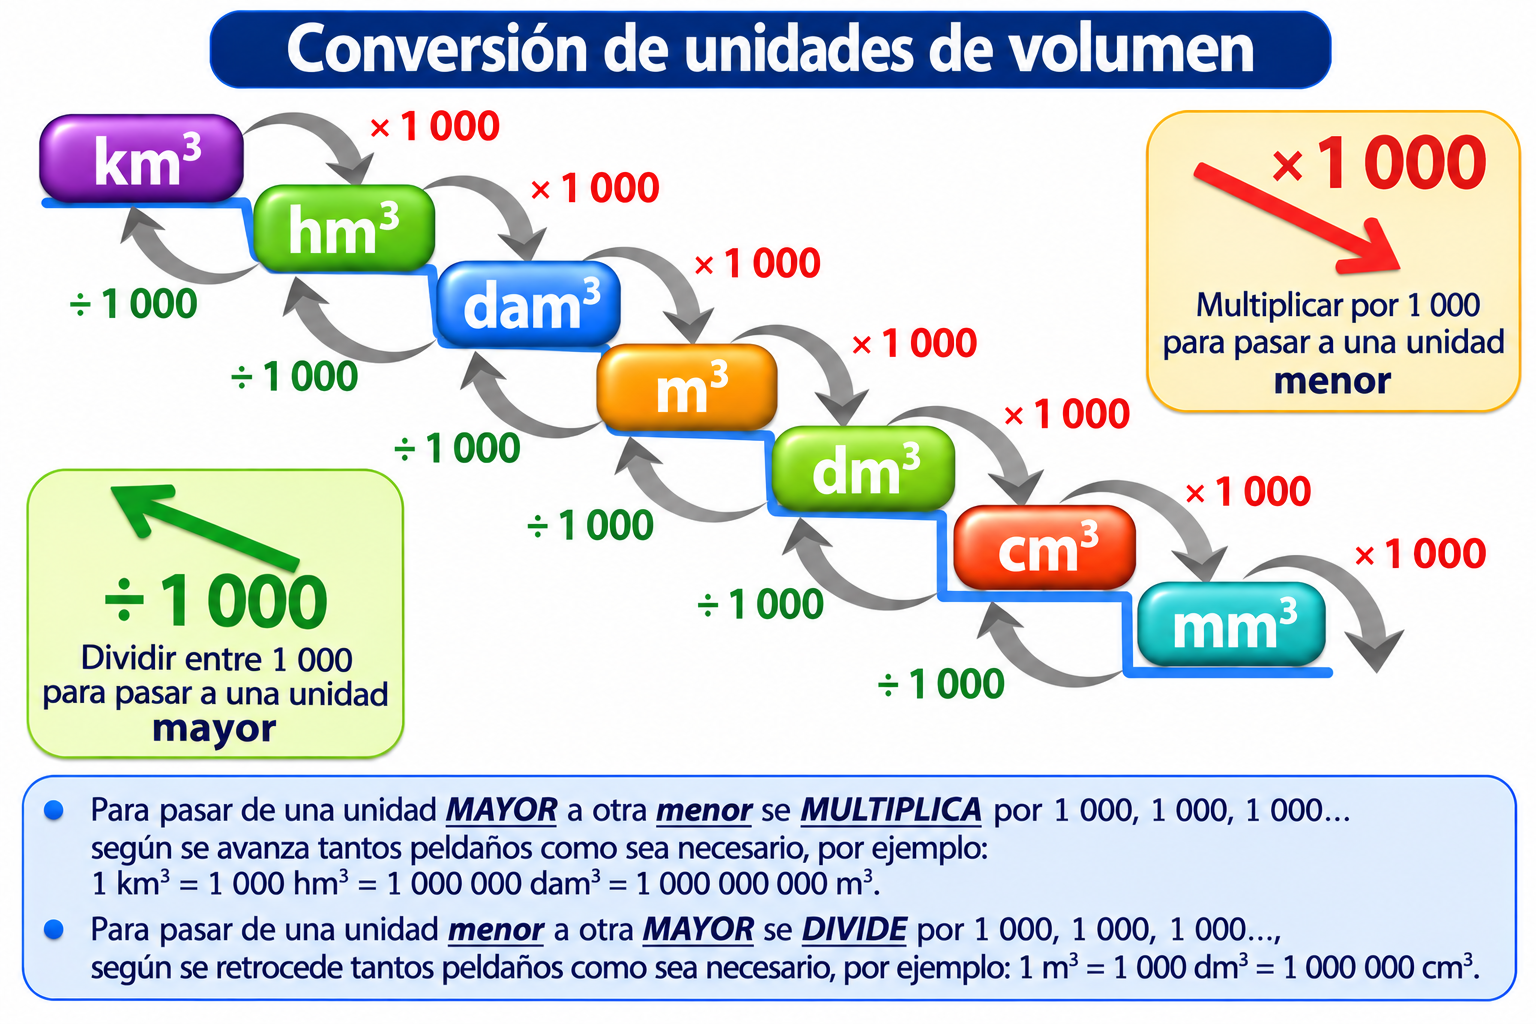 Conversión de unidades de volumen
km³
× 1 000
hm³
× 1 000
÷ 1 000
dam³
× 1 000
÷ 1 000
m³
× 1 000
÷ 1 000
dm³
× 1 000
÷ 1 000
cm³
× 1 000
÷ 1 000
mm³
× 1 000
÷ 1 000
× 1 000
Multiplicar por 1 000
para pasar a una unidad
menor
÷ 1 000
Dividir entre 1 000
para pasar a una unidad
mayor
• Para pasar de una unidad MAYOR a otra menor se MULTIPLICA por 1 000, 1 000, 1 000...
según se avanza tantos peldaños como sea necesario, por ejemplo:
1 km³ = 1 000 hm³ = 1 000 000 dam³ = 1 000 000 000 m³.
• Para pasar de una unidad menor a otra MAYOR se DIVIDE por 1 000, 1 000, 1 000...,
según se retrocede tantos peldaños como sea necesario, por ejemplo: 1 m³ = 1 000 dm³ = 1 000 000 cm³.